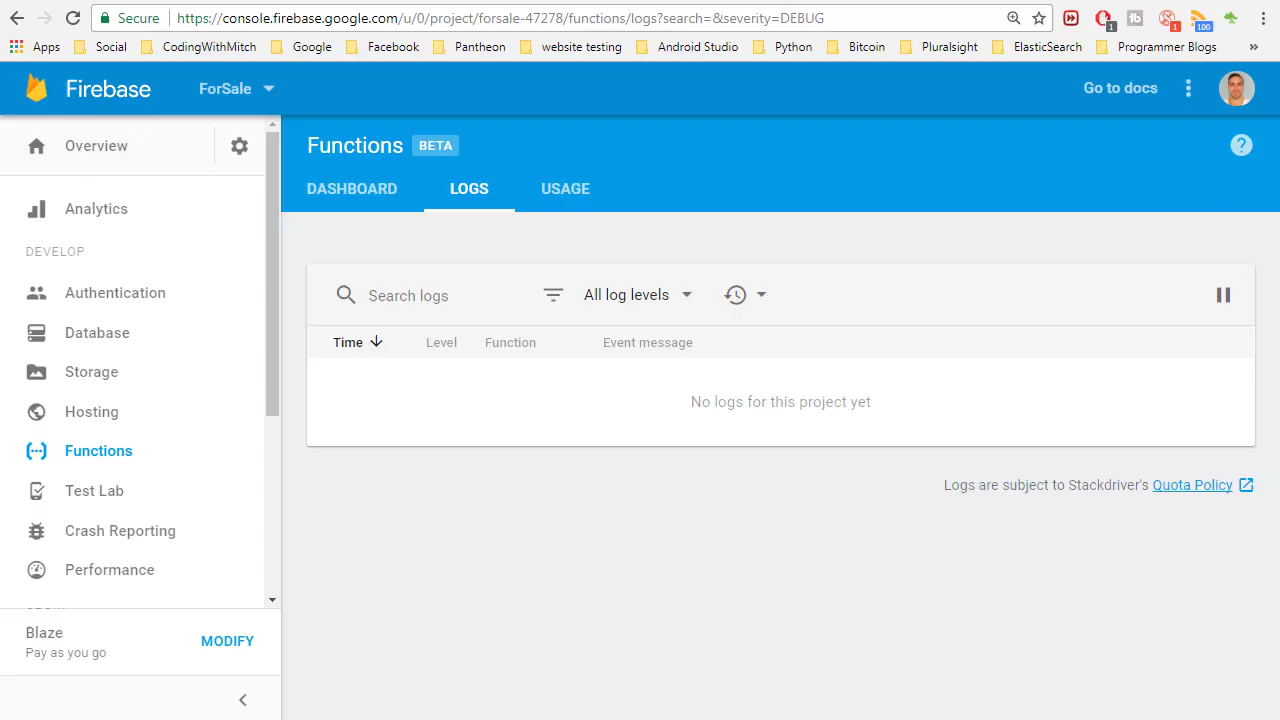 Secure https://console.firebase.google.com/u/0/project/forsale-47278/functions/logs?search=&severity=DEBUG 1 1 100
Apps Social CodingWithMitch Google Facebook Pantheon website testing Android Studio Python Bitcoin Pluralsight ElasticSearch Programmer Blogs »
Firebase ForSale Go to docs
Overview
Functions BETA
DASHBOARD LOGS USAGE
Analytics
DEVELOP
Authentication
Database
Storage
Hosting
Functions
Test Lab
Crash Reporting
Performance
Blaze
Pay as you go
MODIFY
Search logs All log levels
Time Level Function Event message
No logs for this project yet
Logs are subject to Stackdriver's Quota Policy